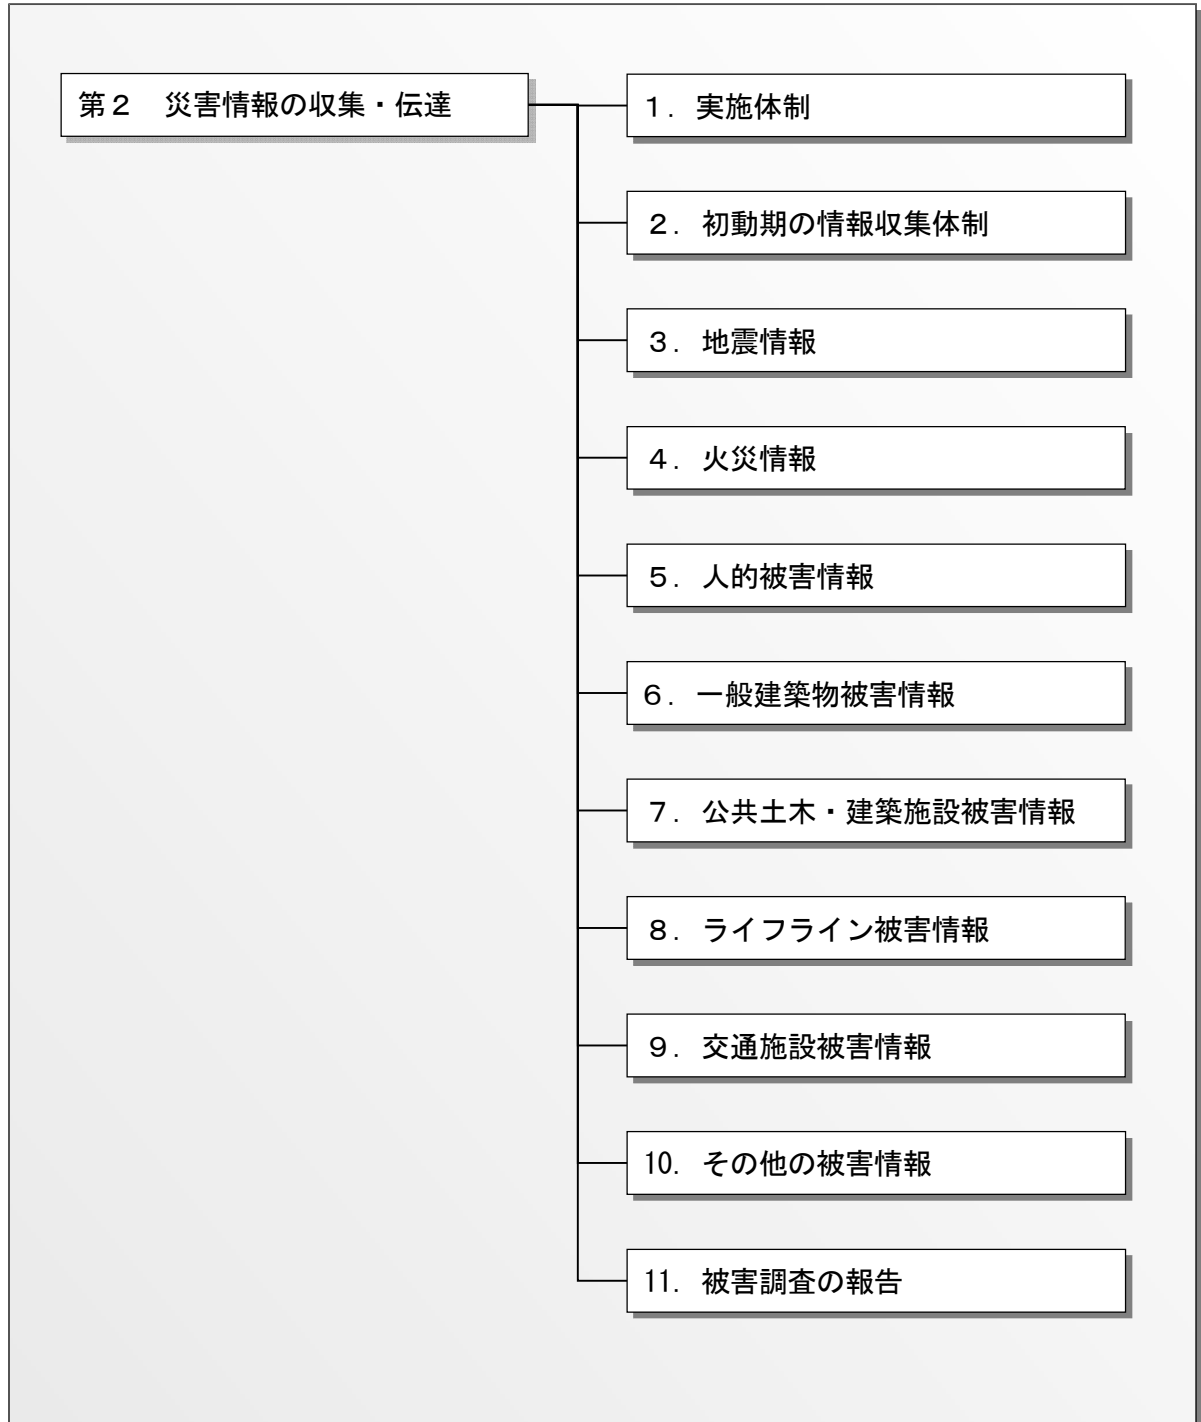 第２　災害情報の収集・伝達
１．実施体制
２．初動期の情報収集体制
３．地震情報
４．火災情報
５．人的被害情報
６．一般建築物被害情報
７．公共土木・建築施設被害情報
８．ライフライン被害情報
９．交通施設被害情報
10．その他の被害情報
11．被害調査の報告